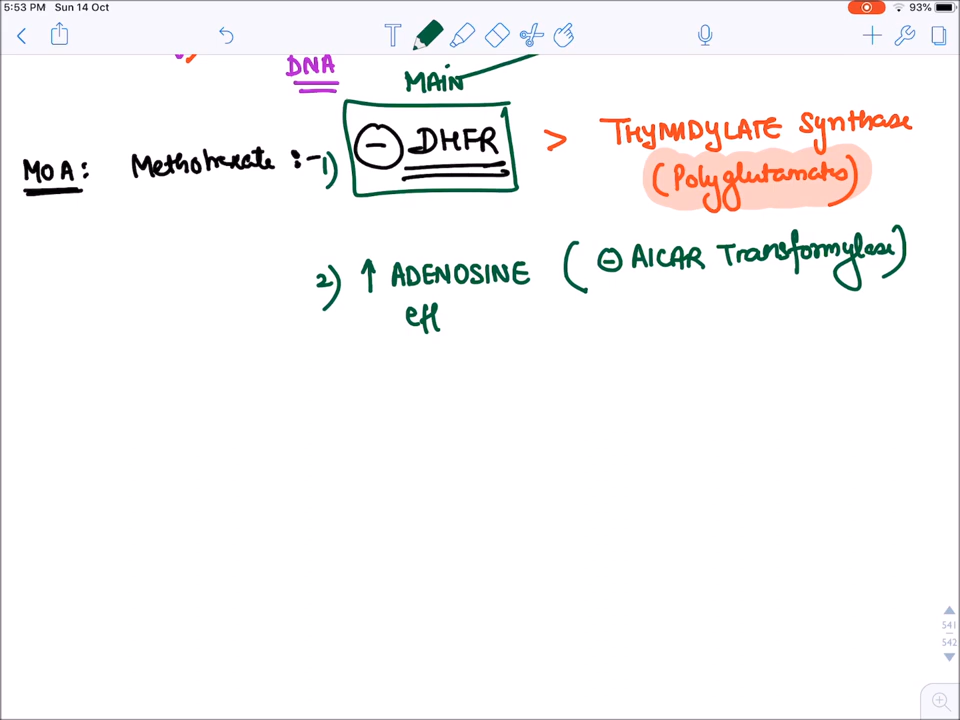 5:53 PM Sun 14 Oct 93%
T
DNA
MAIN
MOA: Methotrexate :- 1) ⊖ DHFR > THYMIDYLATE Synthase
(Polyglutamates)
2) ↑ ADENOSINE (⊖ AICAR Transformylase)
eff
541
542